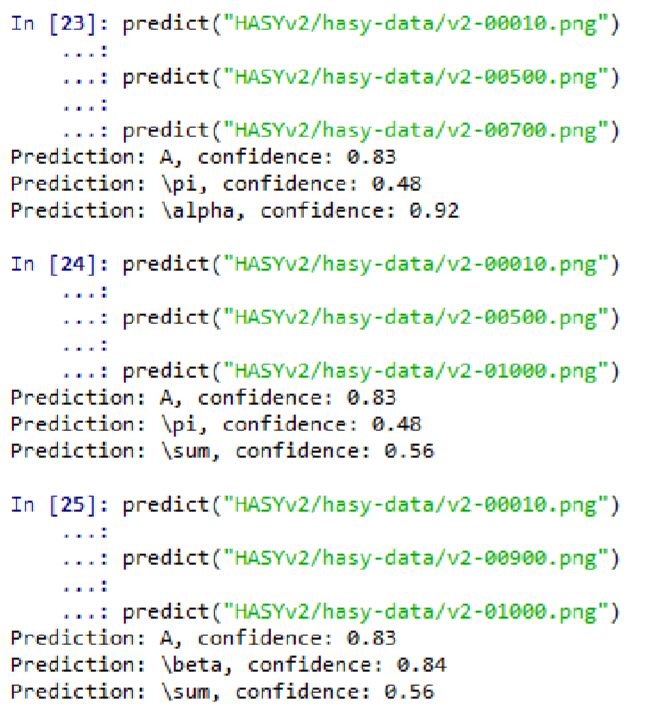 In [23]: predict("HASYv2/hasy-data/v2-00010.png")
...:
...: predict("HASYv2/hasy-data/v2-00500.png")
...:
...: predict("HASYv2/hasy-data/v2-00700.png")
Prediction: A, confidence: 0.83
Prediction: \pi, confidence: 0.48
Prediction: \alpha, confidence: 0.92
In [24]: predict("HASYv2/hasy-data/v2-00010.png")
...:
...: predict("HASYv2/hasy-data/v2-00500.png")
...:
...: predict("HASYv2/hasy-data/v2-01000.png")
Prediction: A, confidence: 0.83
Prediction: \pi, confidence: 0.48
Prediction: \sum, confidence: 0.56
In [25]: predict("HASYv2/hasy-data/v2-00010.png")
...:
...: predict("HASYv2/hasy-data/v2-00900.png")
...:
...: predict("HASYv2/hasy-data/v2-01000.png")
Prediction: A, confidence: 0.83
Prediction: \beta, confidence: 0.84
Prediction: \sum, confidence: 0.56